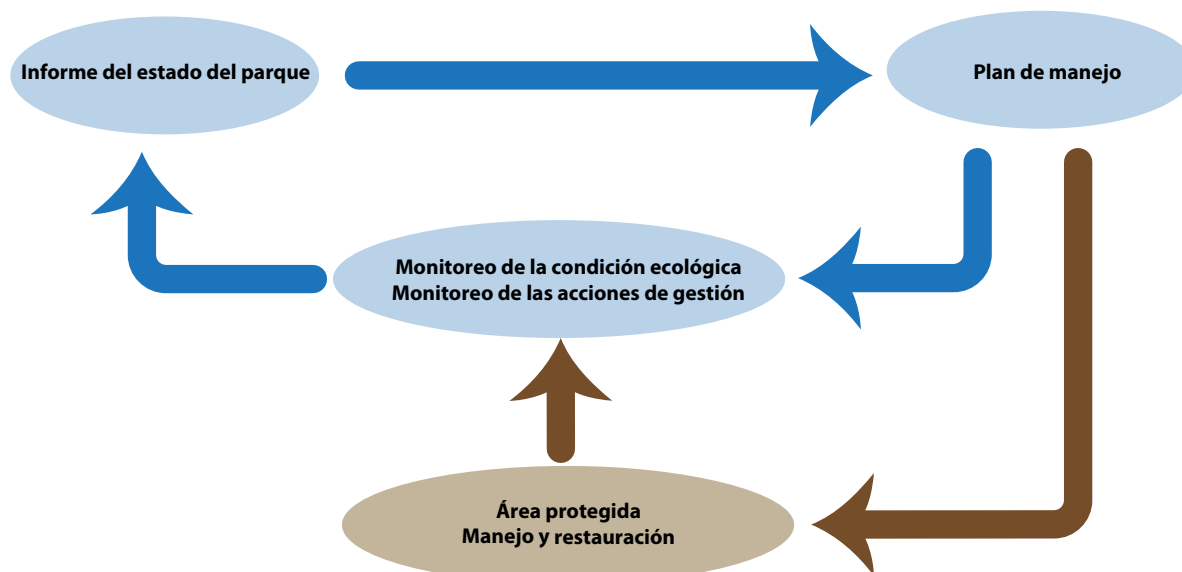 Informe del estado del parque
Plan de manejo
Monitoreo de la condición ecológica
Monitoreo de las acciones de gestión
Área protegida
Manejo y restauración